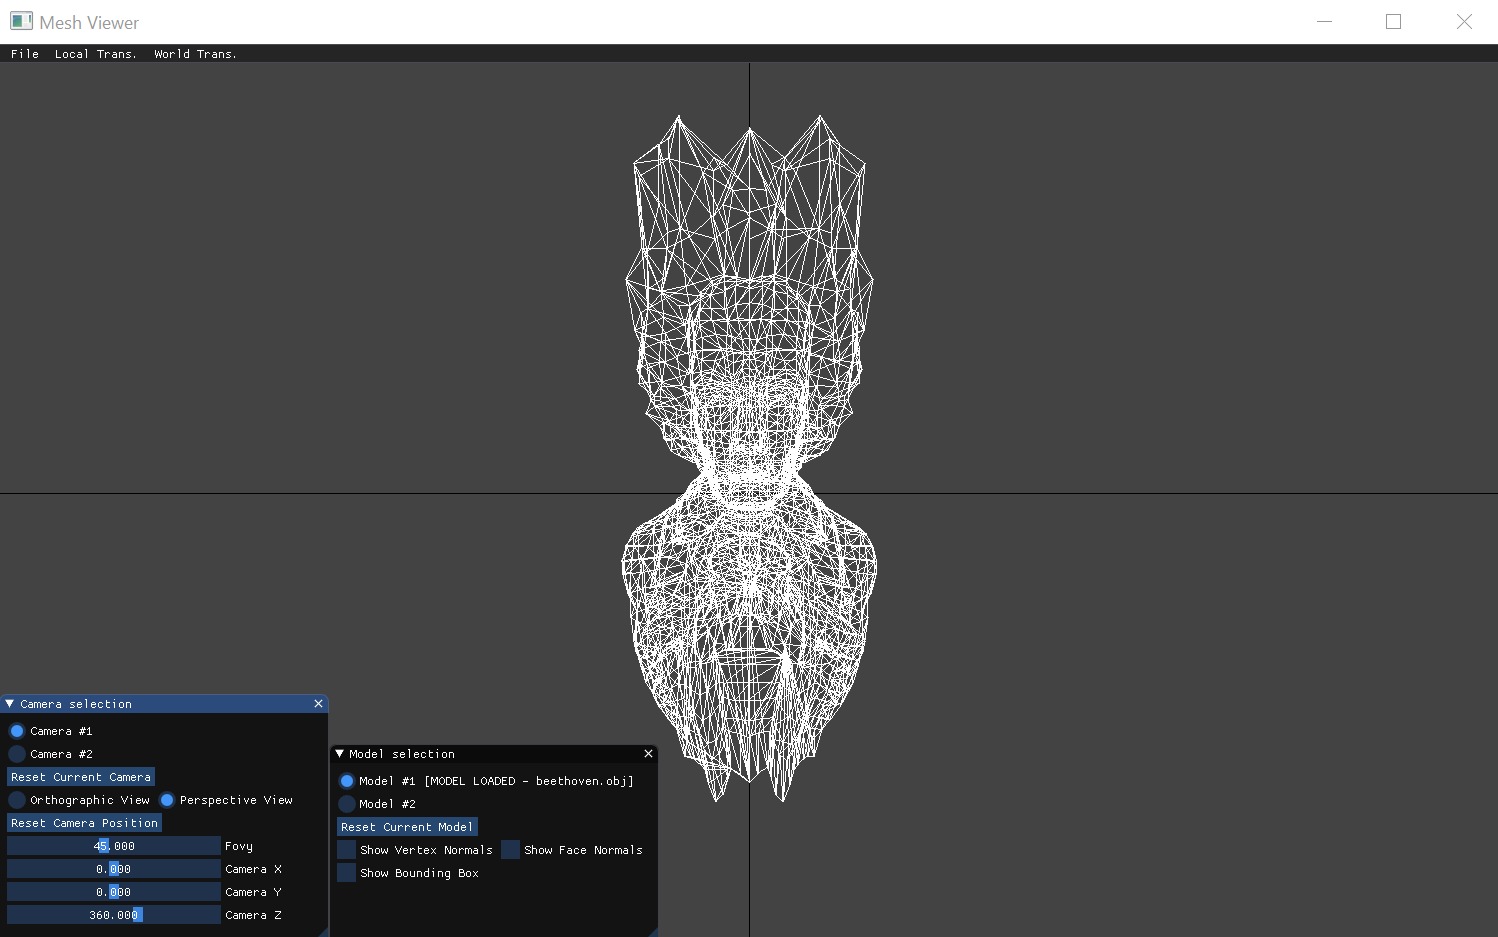 Mesh Viewer
File Local Trans. World Trans.
Camera selection
Camera #1
Camera #2
Reset Current Camera
Orthographic View Perspective View
Reset Camera Position
45.000 Fovy
0.000 Camera X
0.000 Camera Y
360.000 Camera Z
Model selection
Model #1 [MODEL LOADED - beethoven.obj]
Model #2
Reset Current Model
Show Vertex Normals Show Face Normals
Show Bounding Box